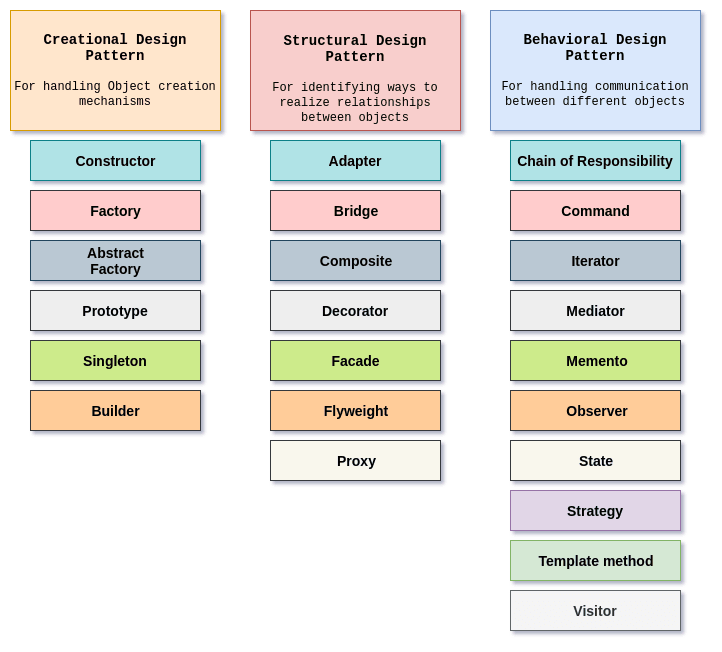 Creational Design
Pattern
For handling Object creation
mechanisms
Constructor
Factory
Abstract
Factory
Prototype
Singleton
Builder
Structural Design
Pattern
For identifying ways to
realize relationships
between objects
Adapter
Bridge
Composite
Decorator
Facade
Flyweight
Proxy
Behavioral Design
Pattern
For handling communication
between different objects
Chain of Responsibility
Command
Iterator
Mediator
Memento
Observer
State
Strategy
Template method
Visitor